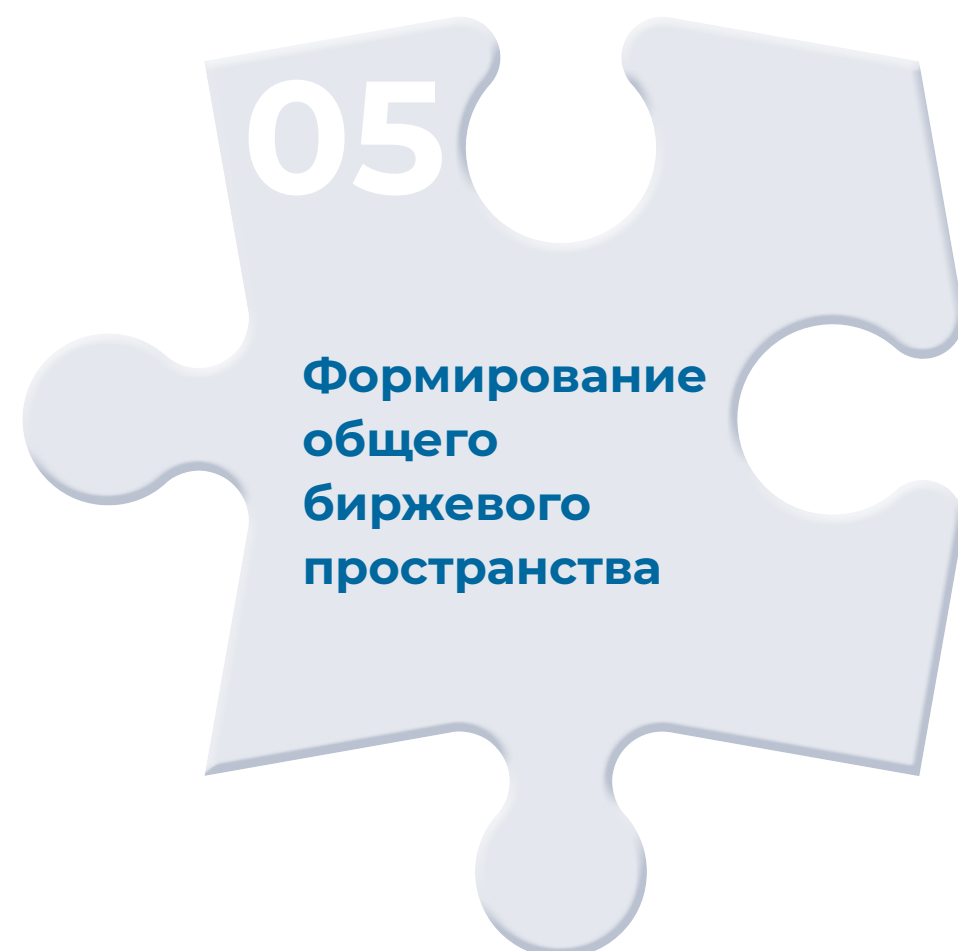 05
Формирование
общего
биржевого
пространства